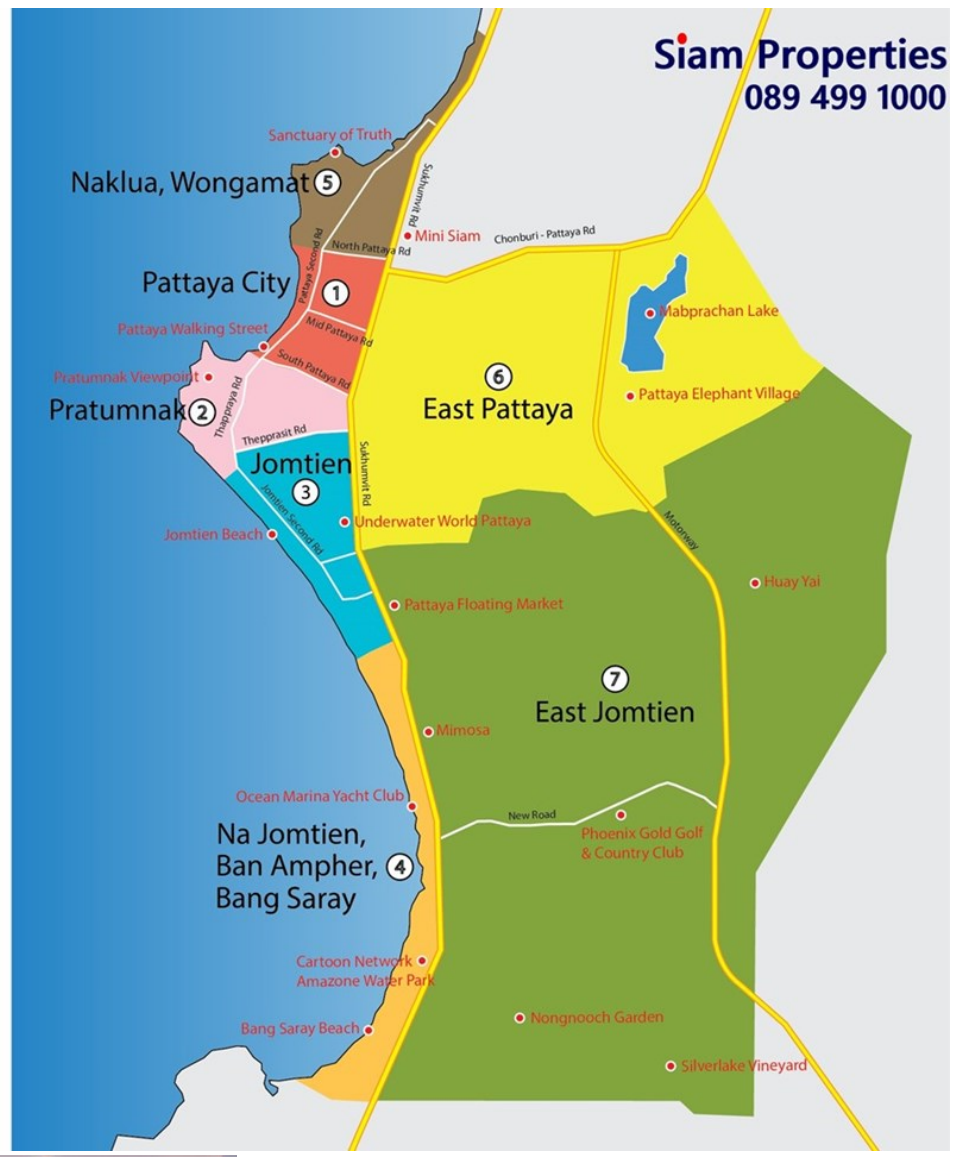 Siam Properties
089 499 1000
Sanctuary of Truth
Naklua, Wongamat 5
Sukhumvit Rd
Mini Siam
Chonburi - Pattaya Rd
North Pattaya Rd
Pattaya Second Rd
Pattaya City
1
Mabprachan Lake
Mid Pattaya Rd
Pattaya Walking Street
South Pattaya Rd
Pratumnak Viewpoint
6
East Pattaya
Pattaya Elephant Village
Pratumnak 2
Thappraya Rd
Thepprasit Rd
Jomtien
3
Sukhumvit Rd
Jomtien Second Rd
Underwater World Pattaya
Jomtien Beach
Motorway
Huay Yai
Pattaya Floating Market
7
East Jomtien
Mimosa
Ocean Marina Yacht Club
New Road
Phoenix Gold Golf
& Country Club
Na Jomtien,
Ban Ampher, 4
Bang Saray
Cartoon Network
Amazone Water Park
Nongnooch Garden
Bang Saray Beach
Silverlake Vineyard